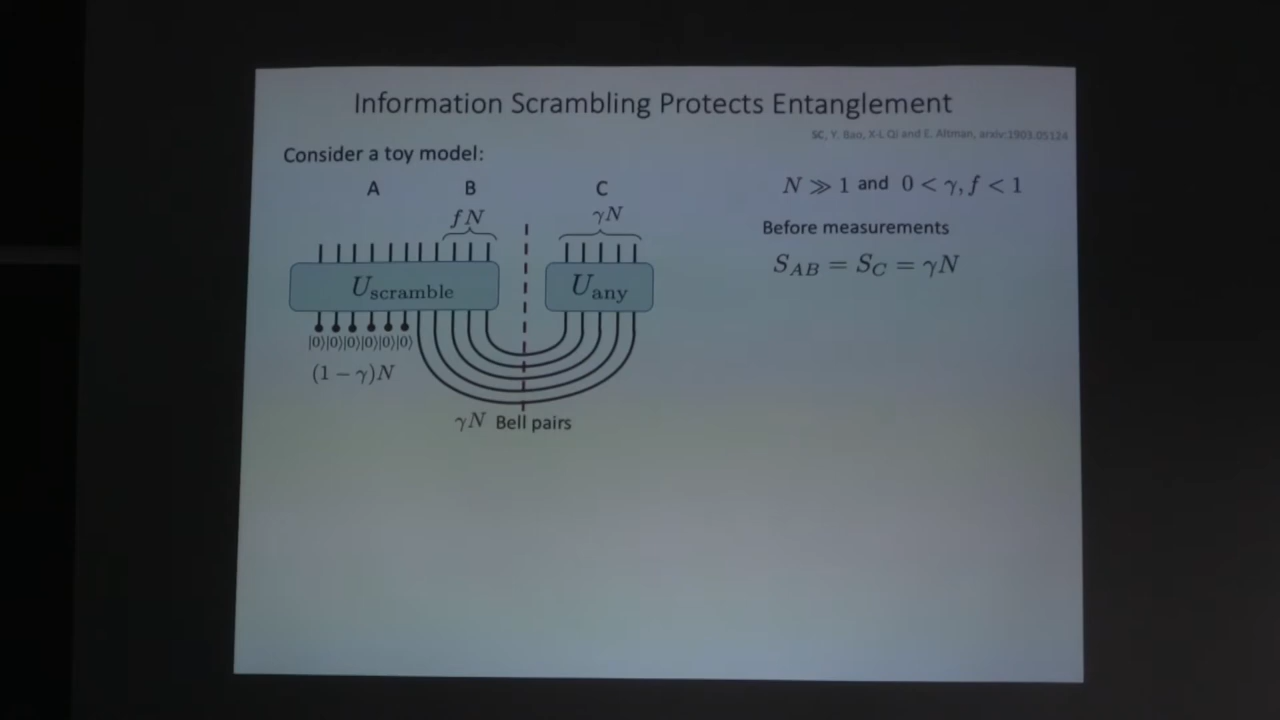 Information Scrambling Protects Entanglement
SC, Y. Bao, X-L Qi and E. Altman, arxiv:1903.05124
Consider a toy model:
A B C
fN γN
U_scramble U_any
|0⟩|0⟩|0⟩|0⟩|0⟩|0⟩
(1 − γ)N
γN Bell pairs
N ≫ 1 and 0 < γ, f < 1
Before measurements
S_AB = S_C = γN